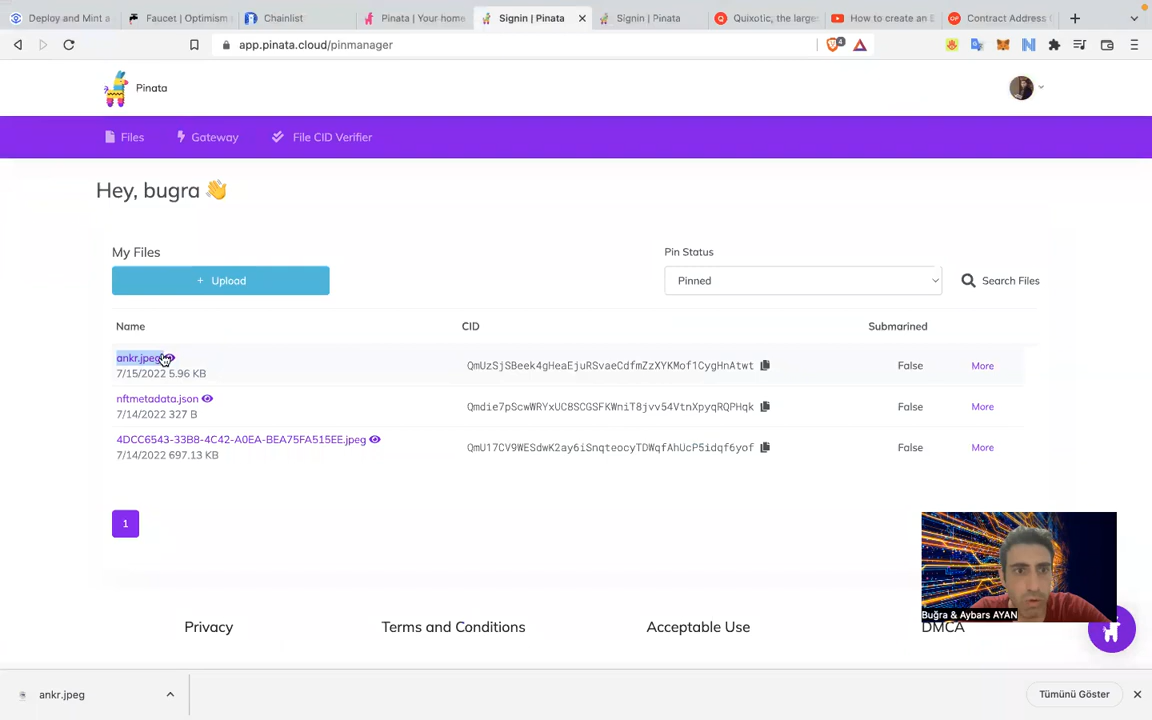 Deploy and Mint a
Faucet | Optimism
Chainlist
Pinata | Your home
Signin | Pinata
SignIn | Pinata
Quixotic, the large
How to create an E
Contract Address
app.pinata.cloud/pinmanager
4
Pinata
Files
Gateway
File CID Verifier
Hey, bugra 👋
My Files
Pin Status
+ Upload
Pinned
Search Files
Name
CID
Submarined
ankr.jpeg
7/15/2022 5.96 KB
QmUzSjSBeek4gHeaEjuRSvaeCdfmZzXYKMof1CygHnAtwt
False
More
nftmetadata.json
7/14/2022 327 B
Qmdie7pScwWRYxUC8SCGSFKWniT8jvv54VtnXpyqRQPHqk
False
More
4DCC6543-33B8-4C42-A0EA-BEA75FA515EE.jpeg
7/14/2022 697.13 KB
QmU17CV9WESdwK2ay6iSnqteocyTDWqfAhUcP5idqf6yof
False
More
1
Buğra & Aybars AYAN
Privacy
Terms and Conditions
Acceptable Use
DMCA
ankr.jpeg
Tümünü Göster